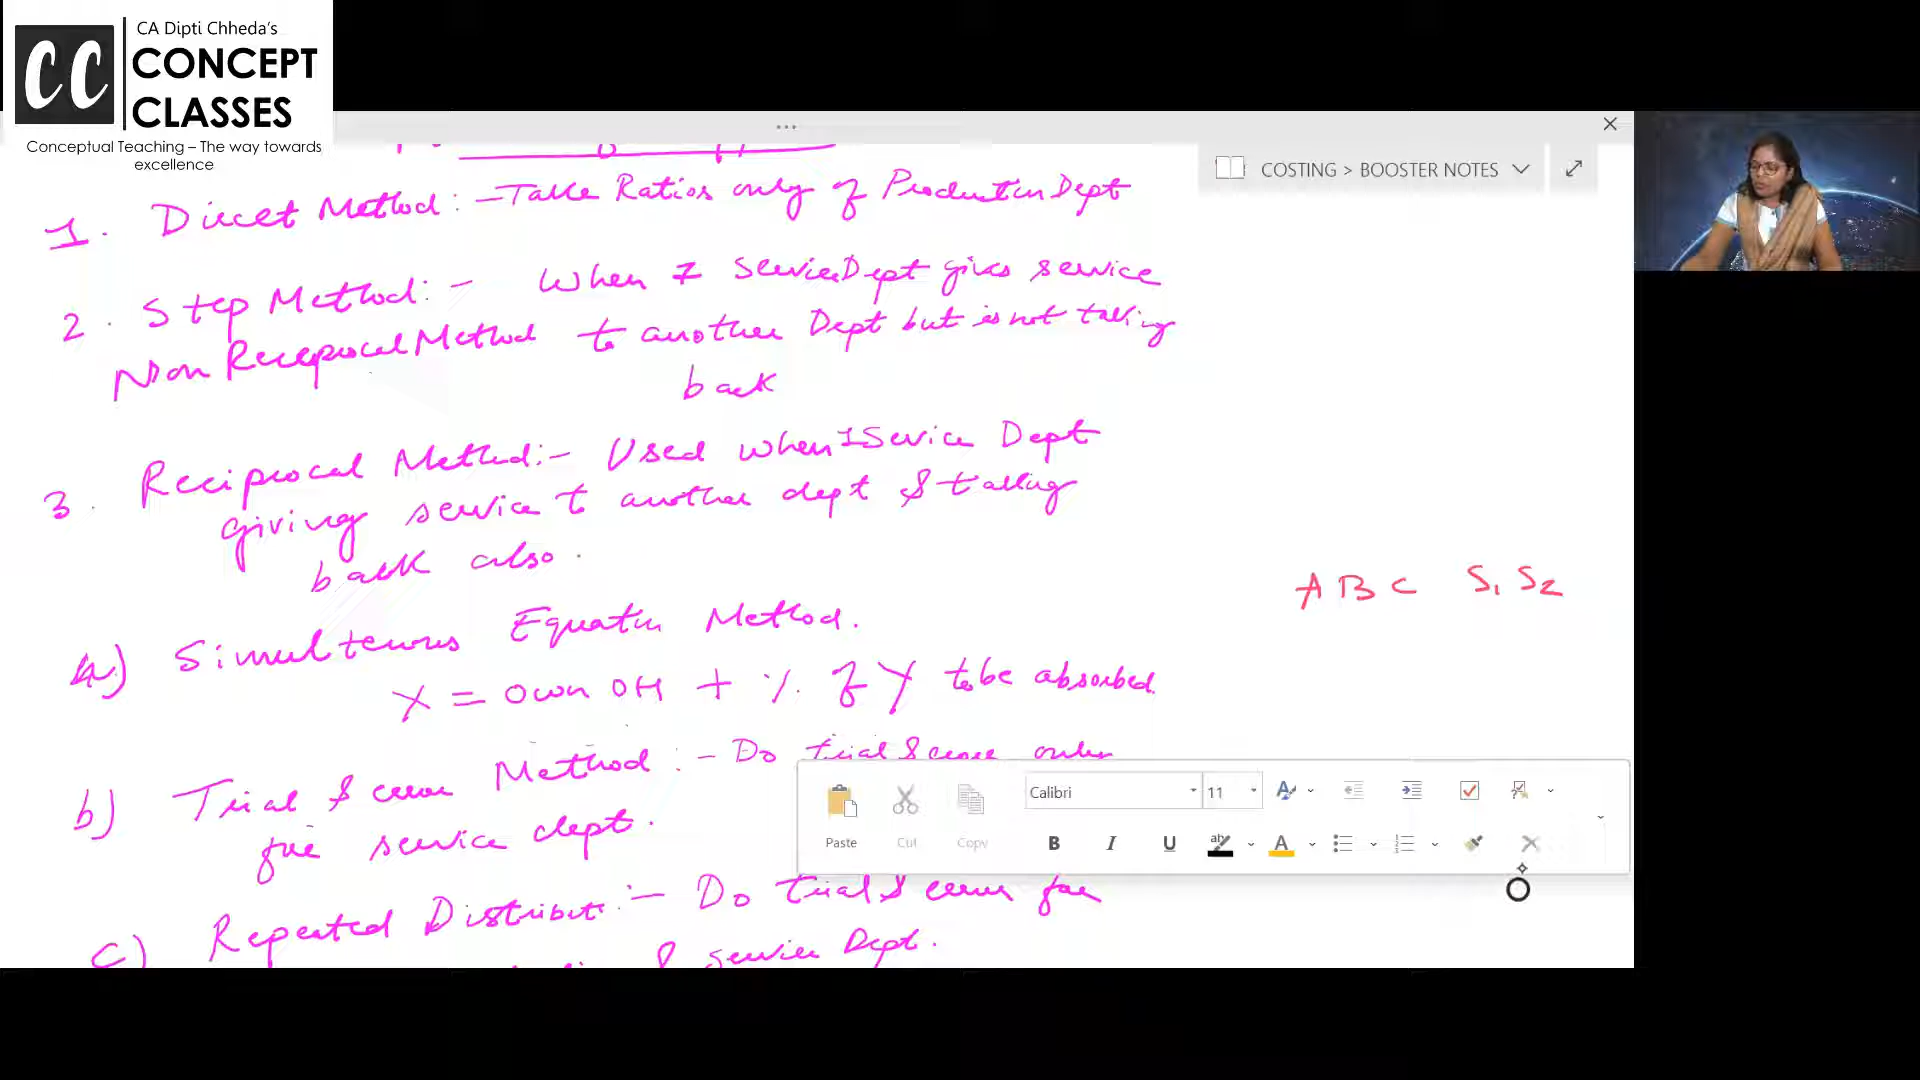 CA Dipti Chheda's
CC CONCEPT
CLASSES
Conceptual Teaching – The way towards
excellence
COSTING > BOOSTER NOTES
1. Direct Method :- Take Ratios only of Production Dept
2. Step Method :- When 1 Service Dept gives service
Non Reciprocal Method to another Dept but is not taking
back
3. Reciprocal Method :- Used when 1 Service Dept
giving service to another dept & taking
back also.
A B C S1 S2
a) Simultenous Equation Method.
X = Own OH + % of Y to be absorbed.
b) Trial & error Method :- Do trial & error only
for service dept.
Calibri 11
Paste Cut Copy B I U ab A
c) Repeated Distribut. :- Do trial & error for
& service Dept.